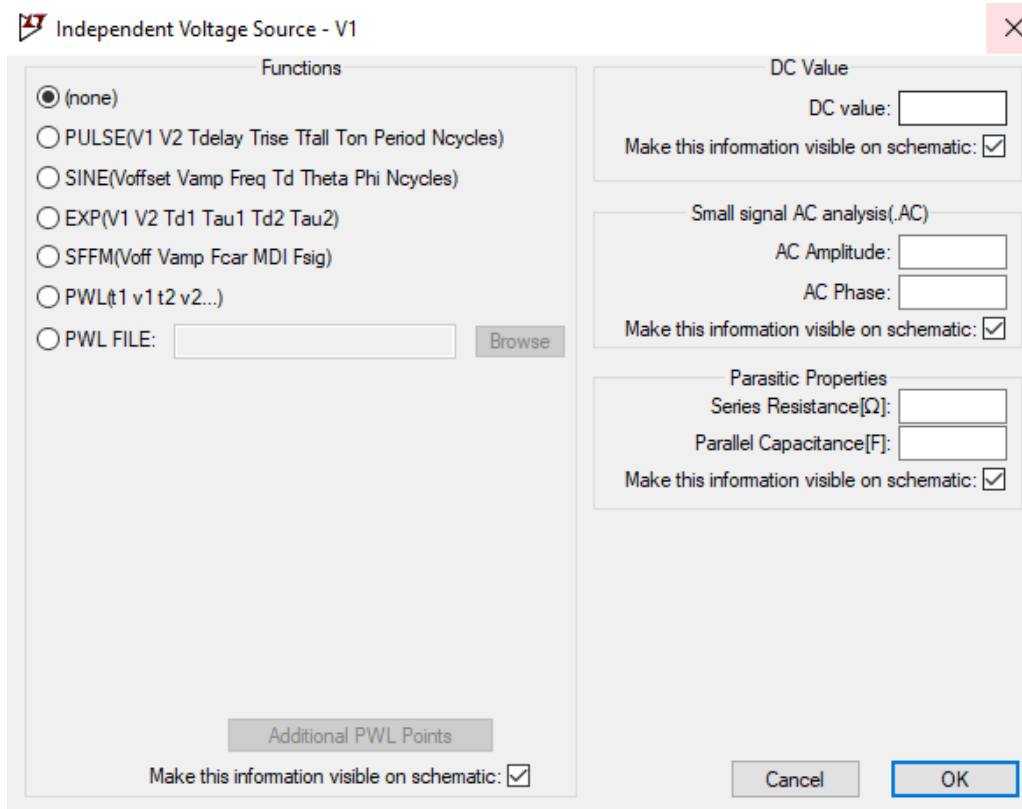 Independent Voltage Source - V1
Functions
(none)
PULSE(V1 V2 Tdelay Trise Tfall Ton Period Ncycles)
SINE(Voffset Vamp Freq Td Theta Phi Ncycles)
EXP(V1 V2 Td1 Tau1 Td2 Tau2)
SFFM(Voff Vamp Fcar MDI Fsig)
PWL(t1 v1 t2 v2...)
PWL FILE:
Browse
Additional PWL Points
Make this information visible on schematic:
DC Value
DC value:
Make this information visible on schematic:
Small signal AC analysis(.AC)
AC Amplitude:
AC Phase:
Make this information visible on schematic:
Parasitic Properties
Series Resistance[Ω]:
Parallel Capacitance[F]:
Make this information visible on schematic:
Cancel
OK